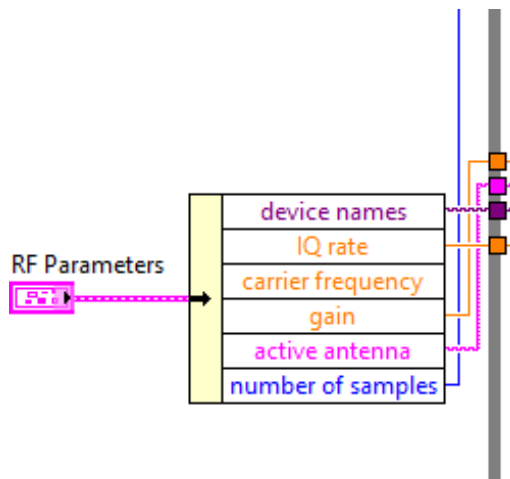 device names
IQ rate
RF Parameters
carrier frequency
gain
active antenna
number of samples